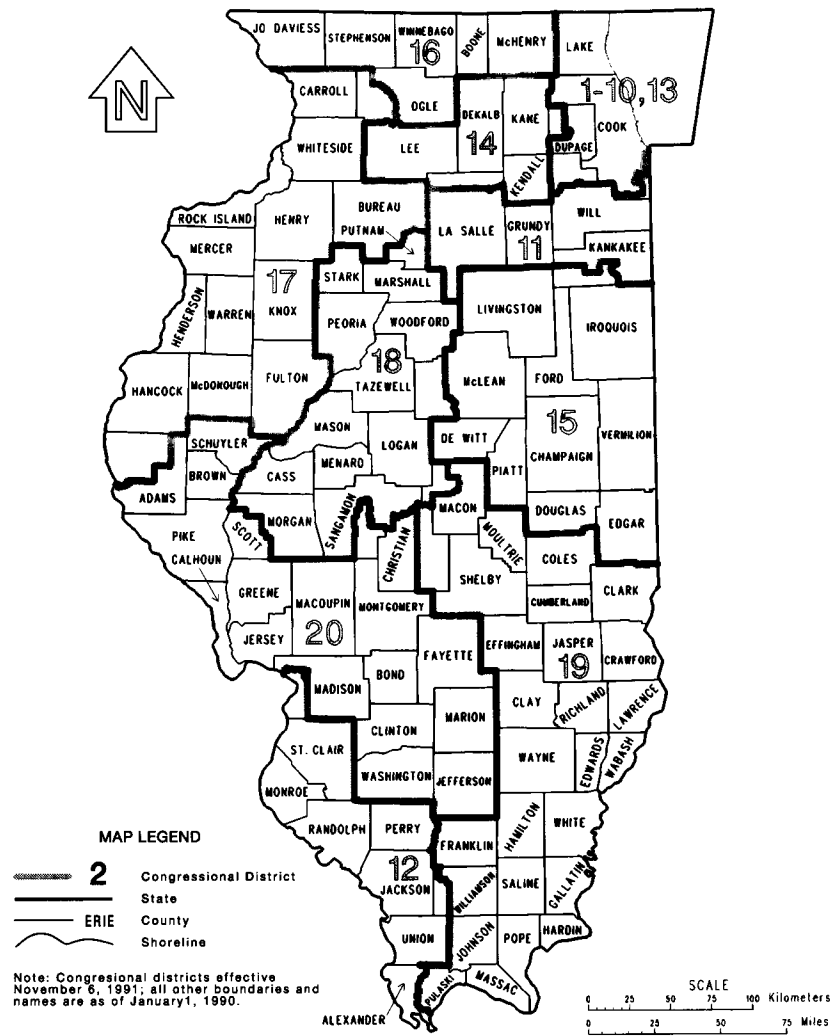 JO DAVIESS
STEPHENSON
WINNEBAGO
16
BOONE
McHENRY
LAKE
N
CARROLL
OGLE
DEKALB
14
KANE
1-10, 13
COOK
DUPAGE
WHITESIDE
LEE
KENDALL
ROCK ISLAND
HENRY
BUREAU
PUTNAM
LA SALLE
GRUNDY
11
WILL
KANKAKEE
MERCER
17
KNOX
STARK
MARSHALL
LIVINGSTON
IROQUOIS
HENDERSON
WARREN
PEORIA
WOODFORD
18
TAZEWELL
McLEAN
FORD
HANCOCK
McDONOUGH
FULTON
MASON
LOGAN
DE WITT
15
CHAMPAIGN
VERMILION
SCHUYLER
CASS
MENARD
PIATT
ADAMS
BROWN
MORGAN
SANGAMON
MACON
DOUGLAS
EDGAR
PIKE
SCOTT
CHRISTIAN
MOULTRIE
COLES
CALHOUN
GREENE
MACOUPIN
MONTGOMERY
SHELBY
CUMBERLAND
CLARK
JERSEY
20
FAYETTE
EFFINGHAM
JASPER
19
CRAWFORD
MADISON
BOND
CLAY
RICHLAND
LAWRENCE
CLINTON
MARION
ST. CLAIR
WAYNE
EDWARDS
WABASH
WASHINGTON
JEFFERSON
MONROE
RANDOLPH
PERRY
FRANKLIN
HAMILTON
WHITE
12
JACKSON
WILLIAMSON
SALINE
GALLATINA
UNION
JOHNSON
POPE
HARDIN
ALEXANDER
PULASKI
MASSAC
MAP LEGEND
2 Congressional District
State
ERIE County
Shoreline
Note: Congresional districts effective
November 6, 1991; all other boundaries and
names are as of January1, 1990.
SCALE
0 25 50 75 100 Kilometers
0 25 50 75 Miles